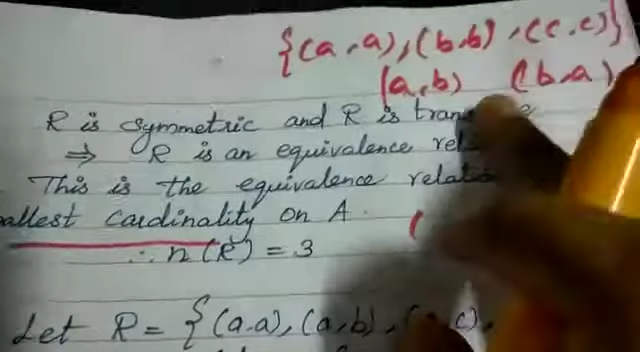 {(a,a),(b,b),(c,c)}
(a,b) (b,a)
R is symmetric and R is
⇒ R is an equivalence
This is the equivalence
allest cardinality on A.
(
∴ n(R) = 3
Let R = {(a,a), (a,b),